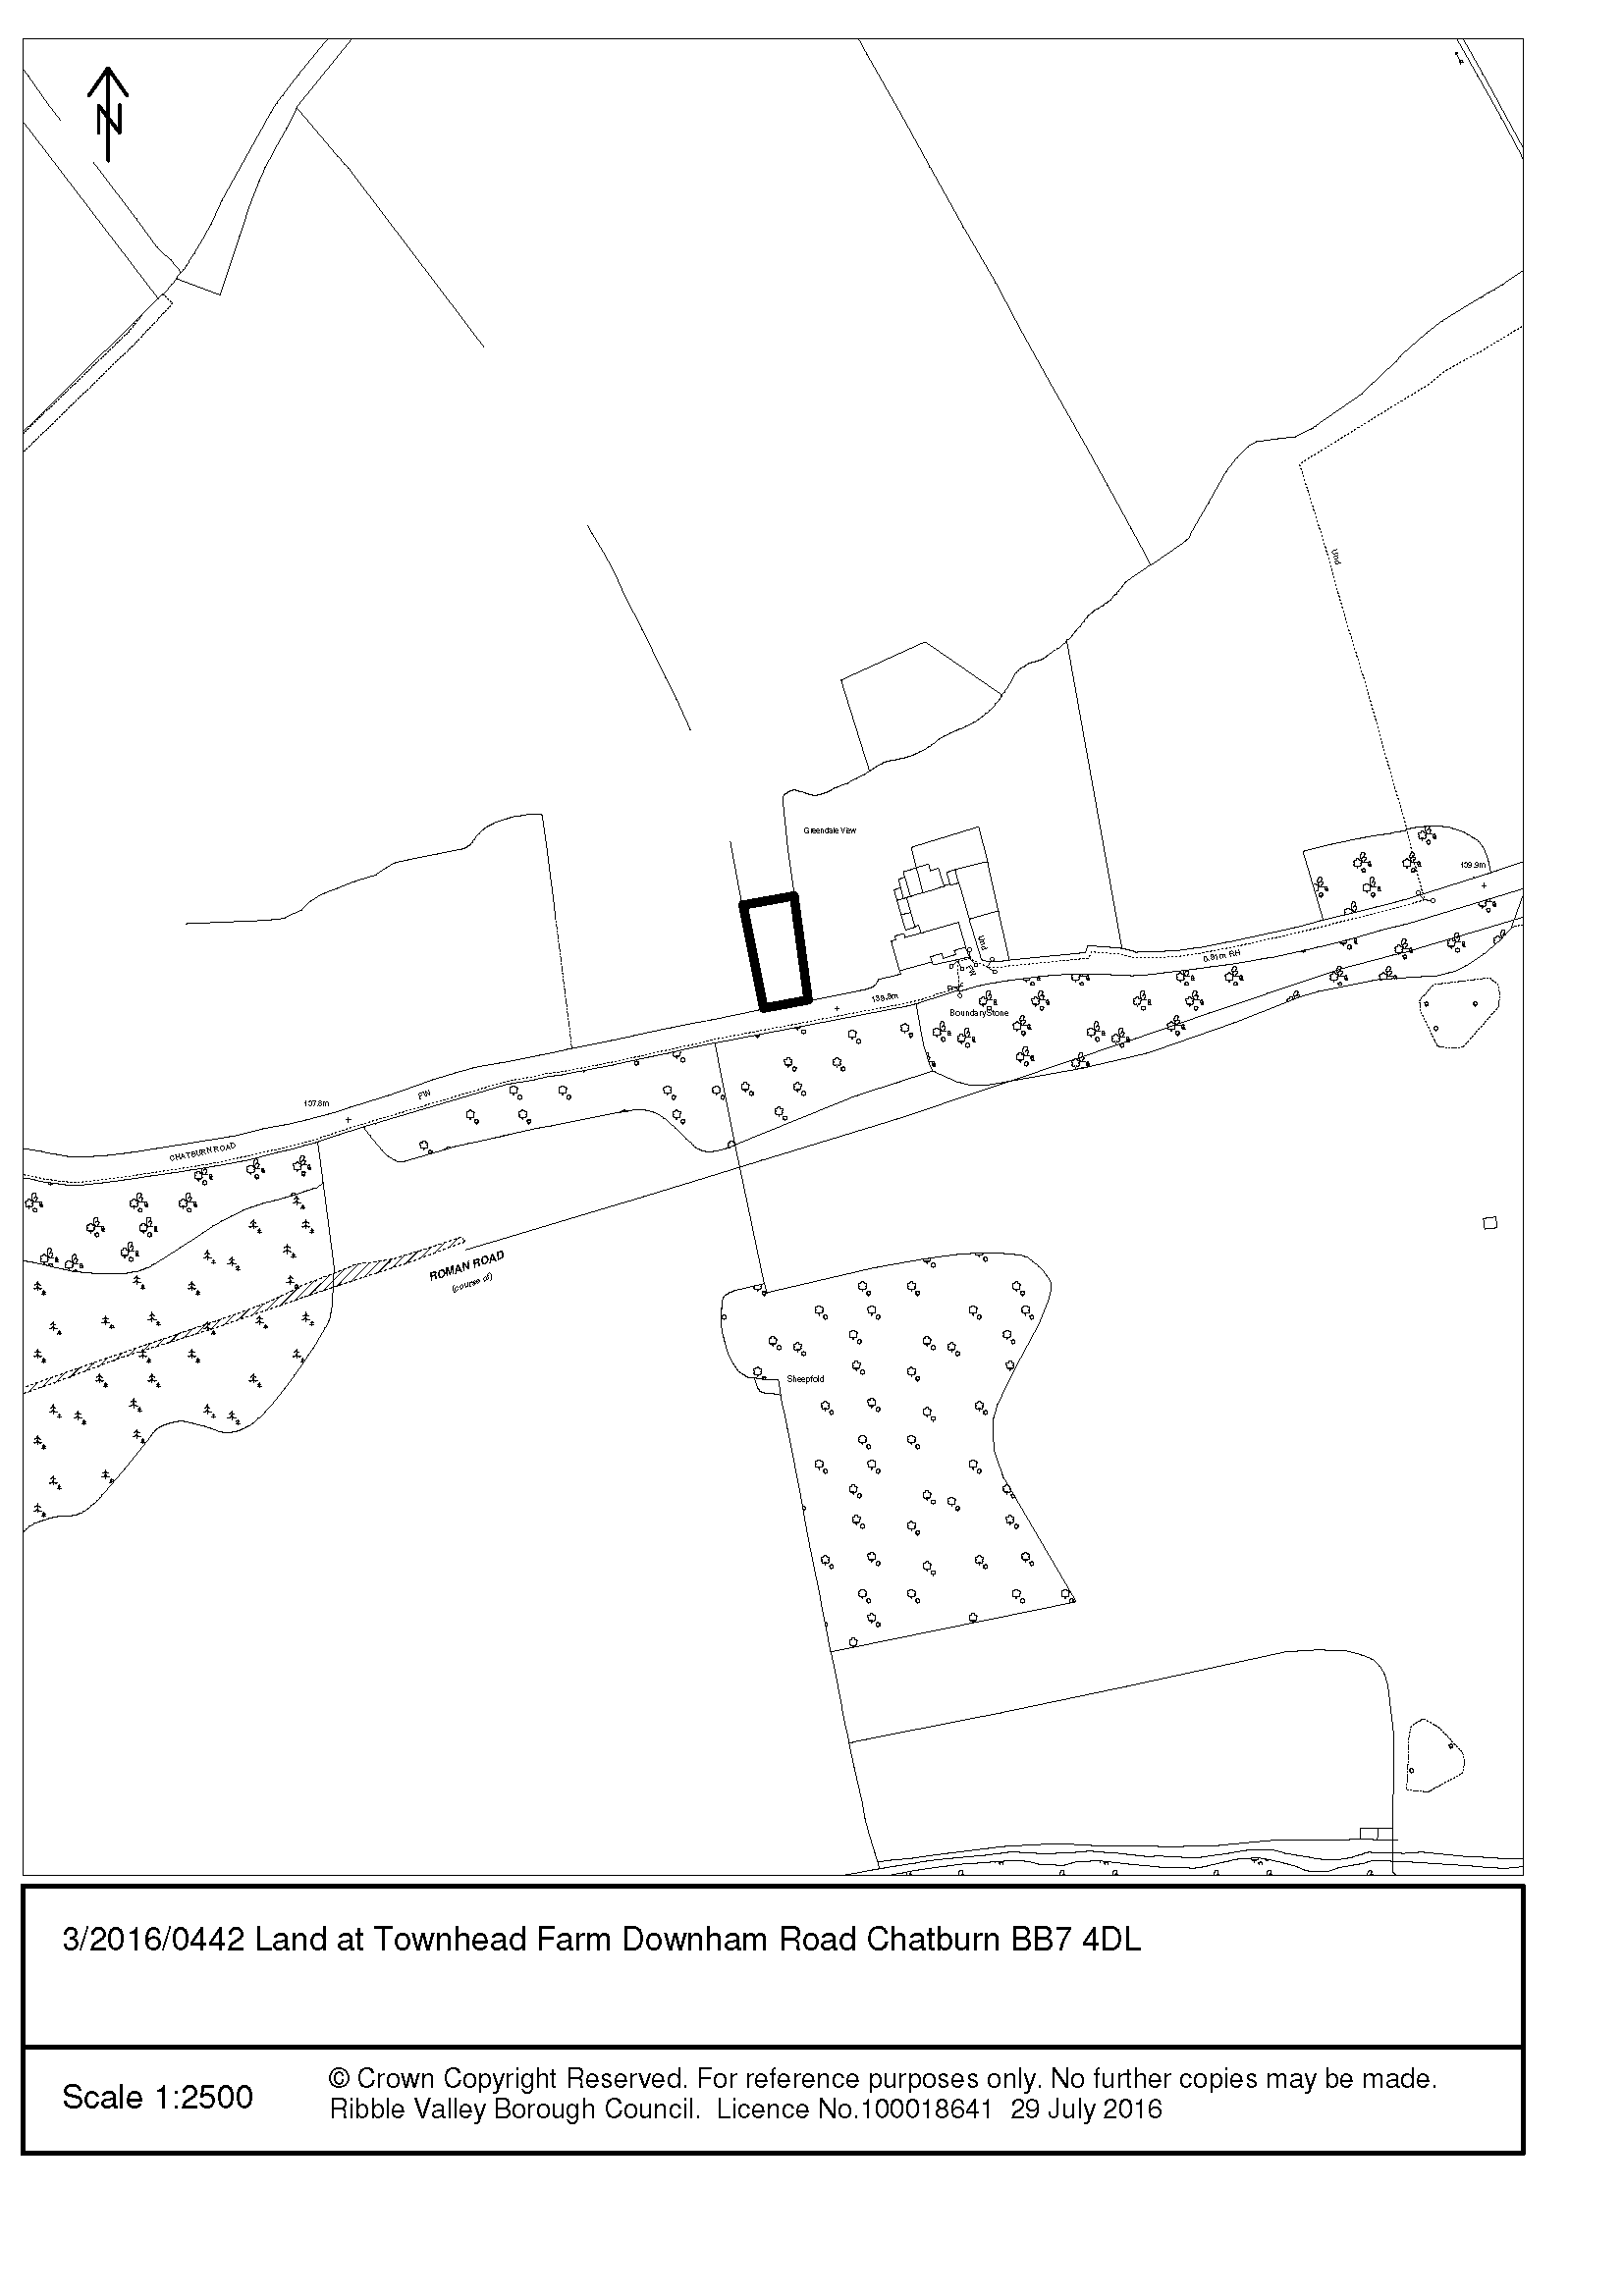 N
Und
Greendale View
139.9m
Und
0.91m RH
FW
139.8m
Boundary Stone
137.8m
FW
CHATBURN ROAD
ROMAN ROAD
(course of)
Sheepfold
3/2016/0442 Land at Townhead Farm Downham Road Chatburn BB7 4DL
Scale 1:2500
© Crown Copyright Reserved. For reference purposes only. No further copies may be made.
Ribble Valley Borough Council. Licence No.100018641 29 July 2016